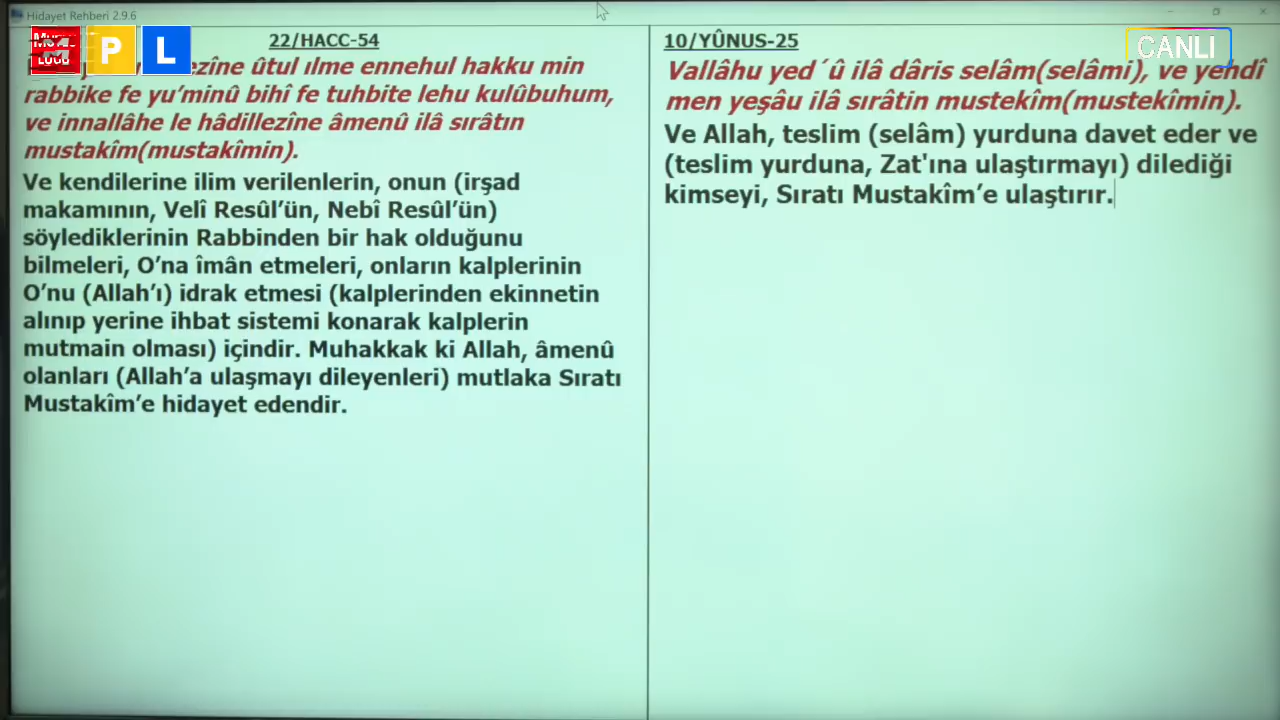 Hidayet Rehberi 2.9.6
M P L
CANLI
22/HACC-54
ezîne ûtul ılme ennehul hakku min
rabbike fe yu’minû bihî fe tuhbite lehu kulûbuhum,
ve innallâhe le hâdillezîne âmenû ilâ sırâtın
mustakîm(mustakîmin).
Ve kendilerine ilim verilenlerin, onun (irşad
makamının, Velî Resûl’ün, Nebî Resûl’ün)
söylediklerinin Rabbinden bir hak olduğunu
bilmeleri, O’na îmân etmeleri, onların kalplerinin
O’nu (Allah’ı) idrak etmesi (kalplerinden ekinnetin
alınıp yerine ihbat sistemi konarak kalplerin
mutmain olması) içindir. Muhakkak ki Allah, âmenû
olanları (Allah’a ulaşmayı dileyenleri) mutlaka Sıratı
Mustakîm’e hidayet edendir.
10/YÛNUS-25
Vallâhu yed´û ilâ dâris selâm(selâmi), ve yehdî
men yeşâu ilâ sırâtin mustekîm(mustekîmin).
Ve Allah, teslim (selâm) yurduna davet eder ve
(teslim yurduna, Zat'ına ulaştırmayı) dilediği
kimseyi, Sıratı Mustakîm’e ulaştırır.